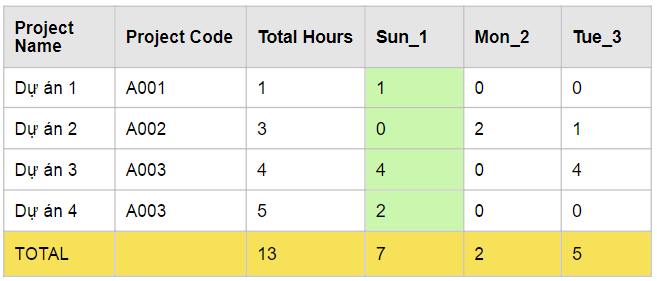 Project Name Project Code Total Hours Sun_1 Mon_2 Tue_3
Dự án 1 A001 1 1 0 0
Dự án 2 A002 3 0 2 1
Dự án 3 A003 4 4 0 4
Dự án 4 A003 5 2 0 0
TOTAL 13 7 2 5